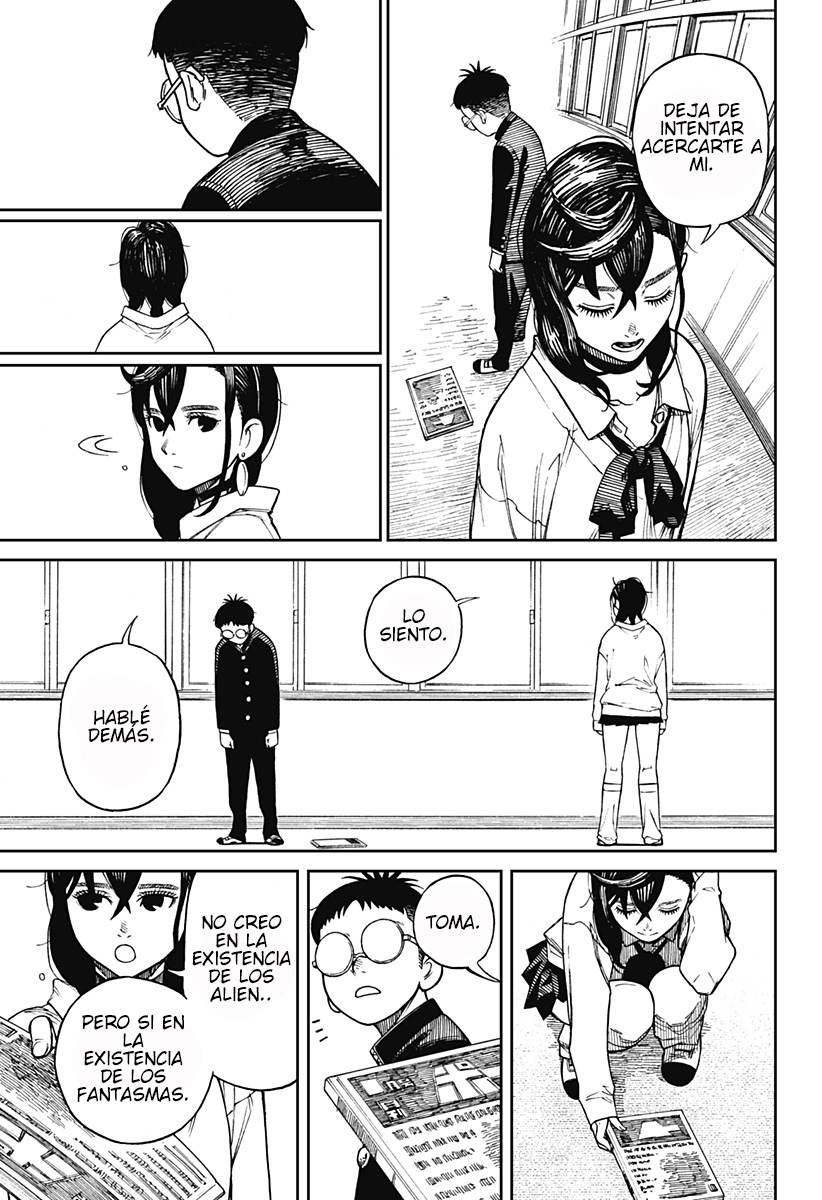 DEJA DE
INTENTAR
ACERCARTE A
MI.
LO
SIENTO.
HABLÉ
DEMÁS.
TOMA.
NO CREO
EN LA
EXISTENCIA
DE LOS
ALIEN..
PERO SI EN
LA
EXISTENCIA
DE LOS
FANTASMAS.